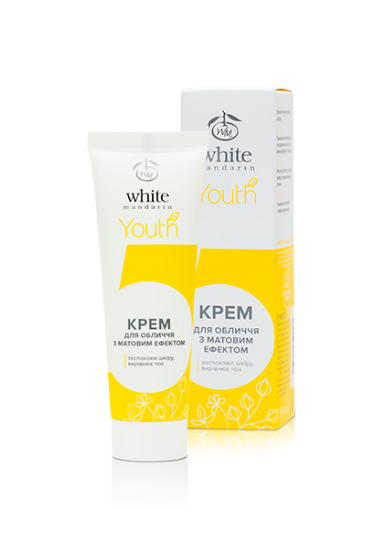 WM
white
mandarin
Youth
КРЕМ
ДЛЯ ОБЛИЧЧЯ
З МАТОВИМ ЕФЕКТОМ
заспокоює шкіру,
вирівнює тон
WM
white
mandarin
Youth
КРЕМ
ДЛЯ ОБЛИЧЧЯ
З МАТОВИМ
ЕФЕКТОМ
заспокоює шкіру,
вирівнює тон